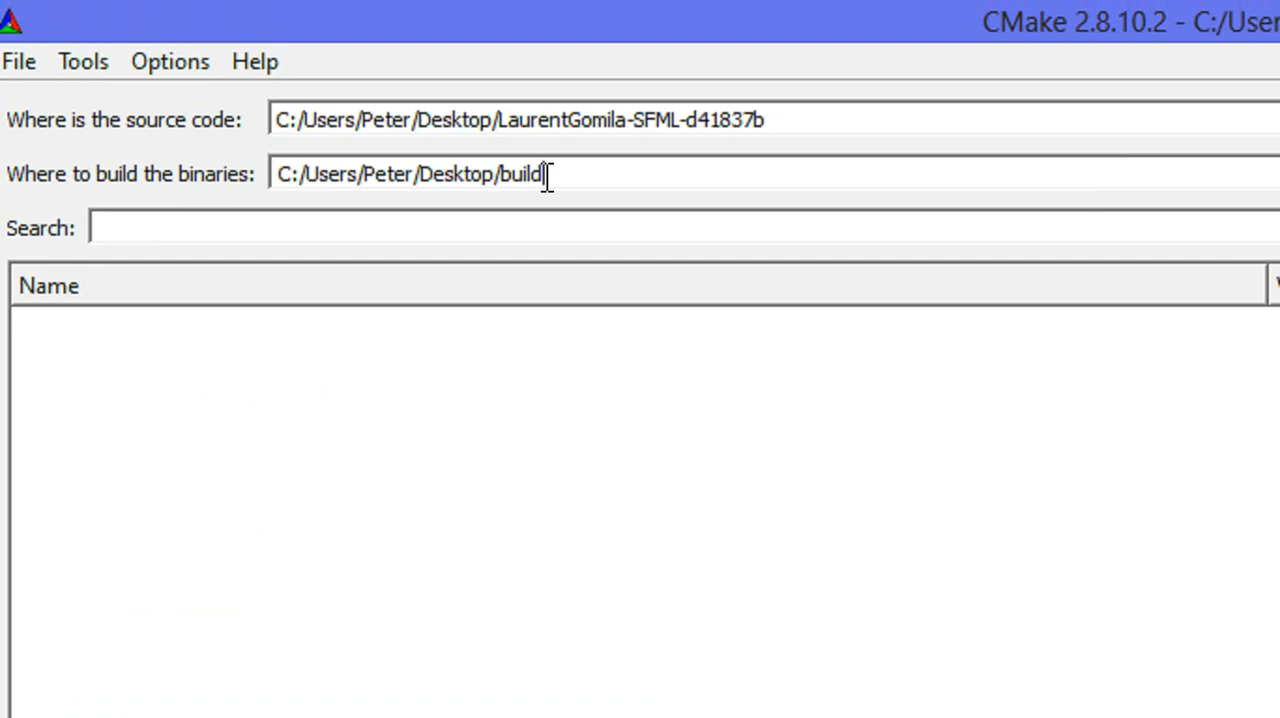 CMake 2.8.10.2 - C:/User
File Tools Options Help
Where is the source code: C:/Users/Peter/Desktop/LaurentGomila-SFML-d41837b
Where to build the binaries: C:/Users/Peter/Desktop/build
Search:
Name